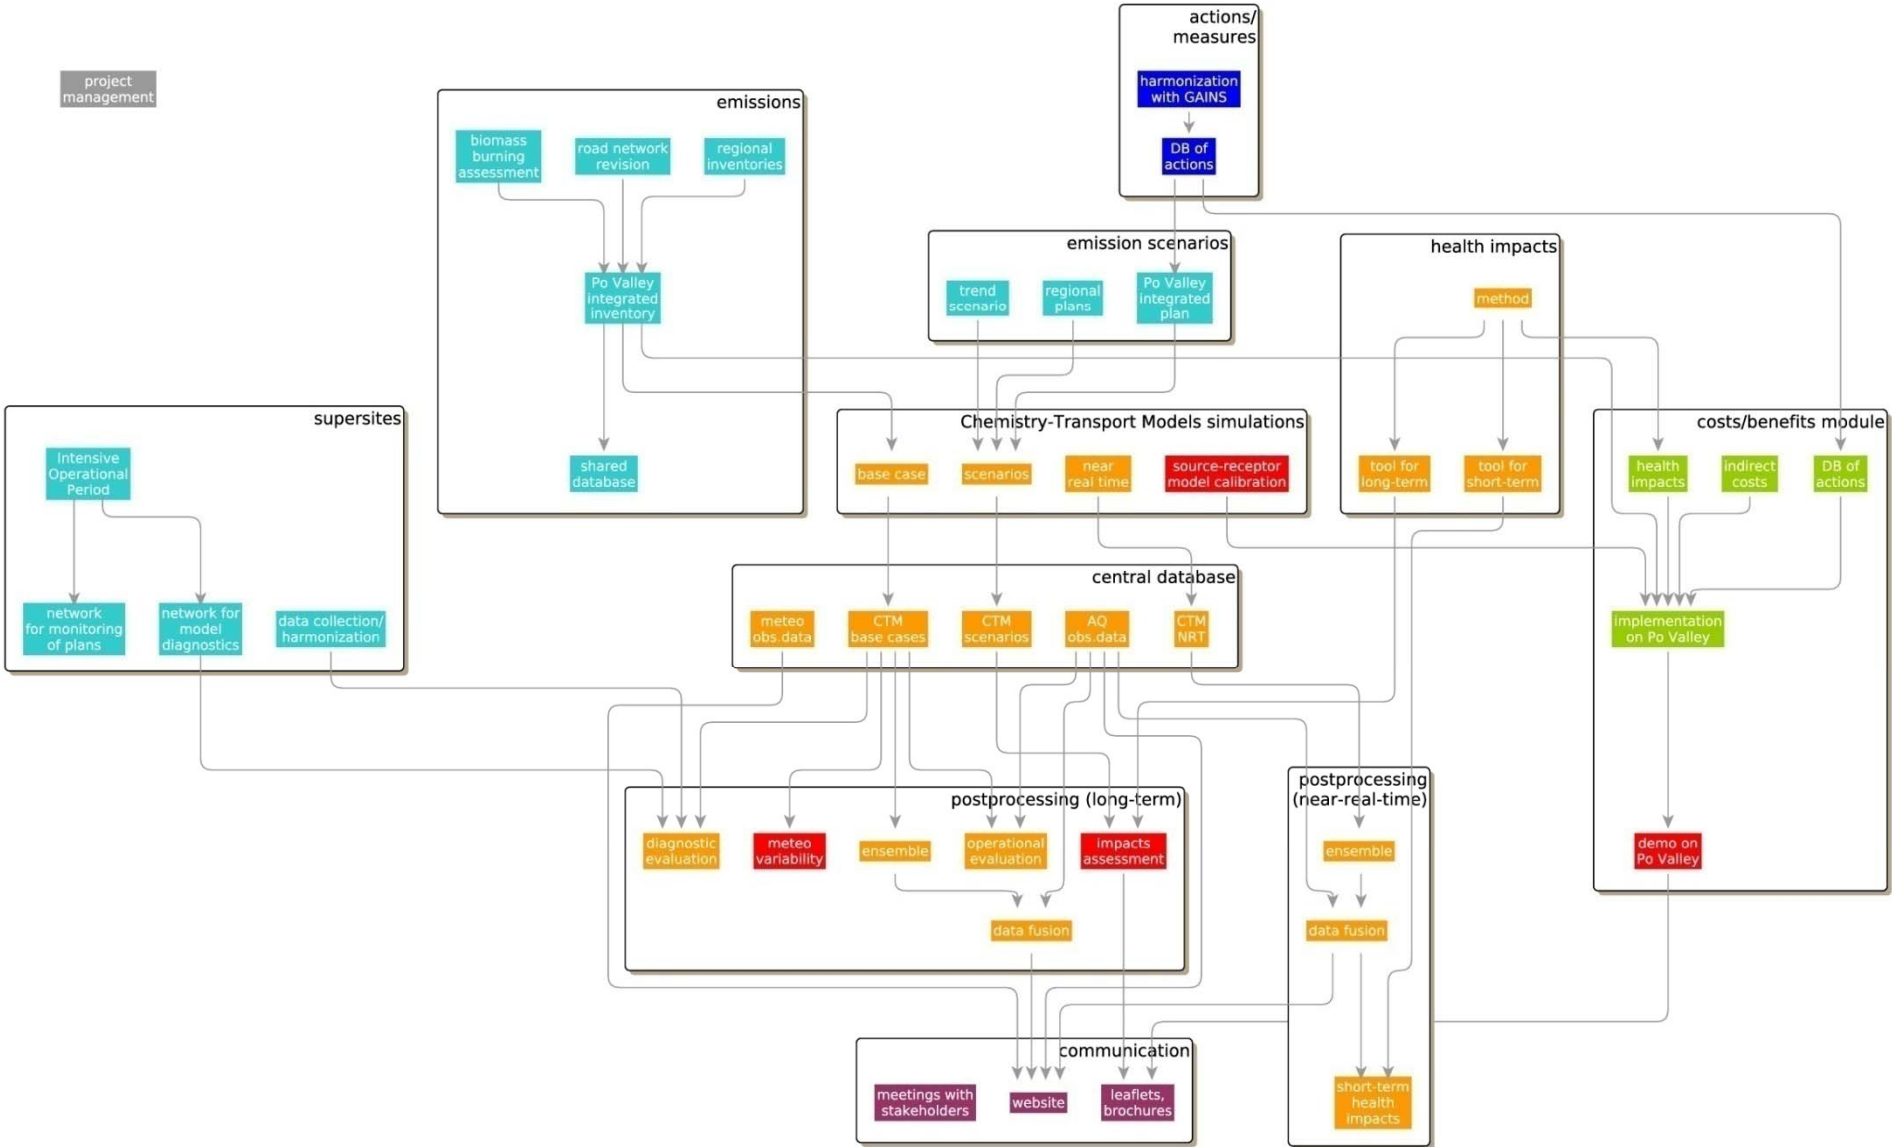 project
management
actions/
measures
harmonization
with GAINS
DB of
actions
emissions
biomass
burning
assessment
road network
revision
regional
inventories
Po Valley
integrated
inventory
shared
database
emission scenarios
trend
scenario
regional
plans
Po Valley
integrated
plan
health impacts
method
tool for
long-term
tool for
short-term
supersites
Intensive
Operational
Period
network
for monitoring
of plans
network for
model
diagnostics
data collection/
harmonization
Chemistry-Transport Models simulations
base case
scenarios
near
real time
source-receptor
model calibration
costs/benefits module
health
impacts
indirect
costs
DB of
actions
implementation
on Po Valley
demo on
Po Valley
central database
meteo
obs.data
CTM
base cases
CTM
scenarios
AQ
obs.data
CTM
NRT
postprocessing (long-term)
diagnostic
evaluation
meteo
variability
ensemble
operational
evaluation
impacts
assessment
data fusion
postprocessing
(near-real-time)
ensemble
data fusion
short-term
health
impacts
communication
meetings with
stakeholders
website
leaflets,
brochures